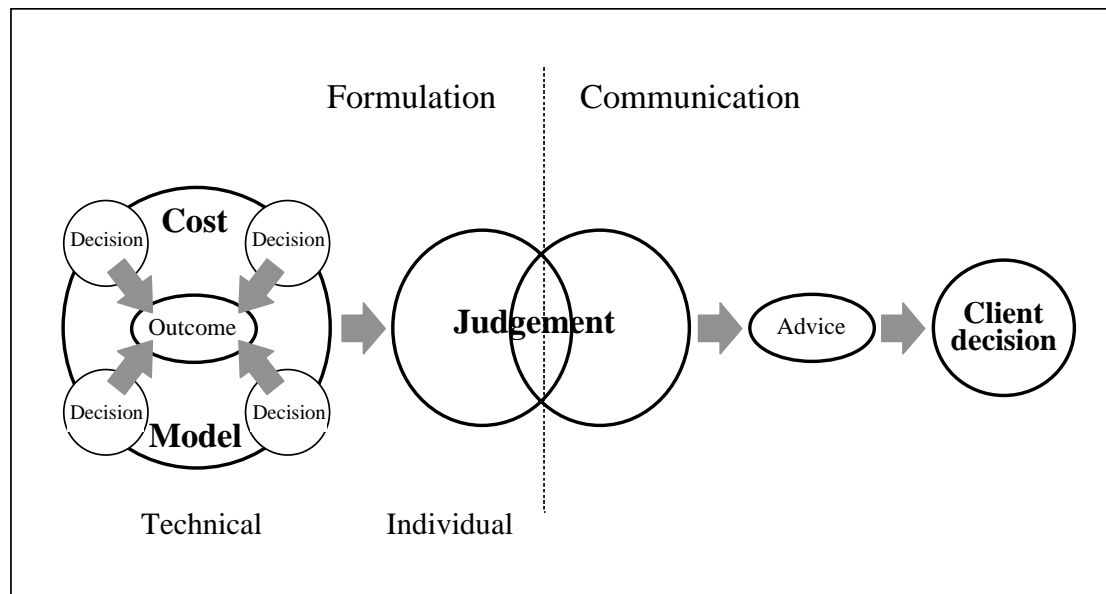 Formulation
Communication
Decision
Cost
Decision
Outcome
Decision
Model
Decision
Judgement
Advice
Client
decision
Technical
Individual